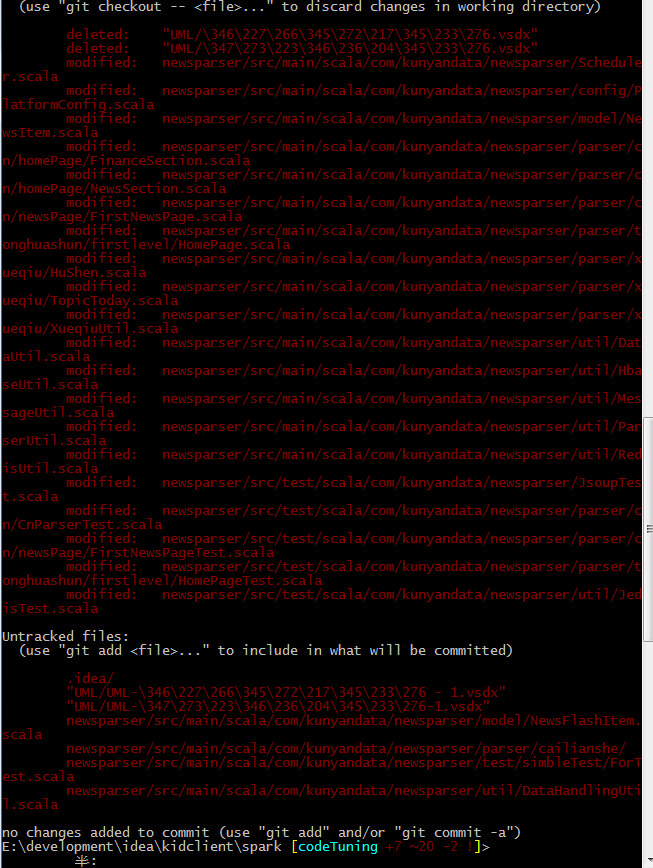 (use "git checkout -- <file>..." to discard changes in working directory)
deleted:    "UML/\346\227\266\345\272\217\345\233\276.vsdx"
deleted:    "UML/\347\273\223\346\236\204\345\233\276.vsdx"
modified:   newsparser/src/main/scala/com/kunyandata/newsparser/Schedule
r.scala
modified:   newsparser/src/main/scala/com/kunyandata/newsparser/config/P
latformConfig.scala
modified:   newsparser/src/main/scala/com/kunyandata/newsparser/model/Ne
wsItem.scala
modified:   newsparser/src/main/scala/com/kunyandata/newsparser/parser/c
n/homePage/FinanceSection.scala
modified:   newsparser/src/main/scala/com/kunyandata/newsparser/parser/c
n/homePage/NewsSection.scala
modified:   newsparser/src/main/scala/com/kunyandata/newsparser/parser/c
n/newsPage/FirstNewsPage.scala
modified:   newsparser/src/main/scala/com/kunyandata/newsparser/parser/t
onghuashun/firstlevel/HomePage.scala
modified:   newsparser/src/main/scala/com/kunyandata/newsparser/parser/x
ueqiu/HuShen.scala
modified:   newsparser/src/main/scala/com/kunyandata/newsparser/parser/x
ueqiu/TopicToday.scala
modified:   newsparser/src/main/scala/com/kunyandata/newsparser/parser/x
ueqiu/XueqiuUtil.scala
modified:   newsparser/src/main/scala/com/kunyandata/newsparser/util/Dat
aUtil.scala
modified:   newsparser/src/main/scala/com/kunyandata/newsparser/util/Hba
seUtil.scala
modified:   newsparser/src/main/scala/com/kunyandata/newsparser/util/Mes
sageUtil.scala
modified:   newsparser/src/main/scala/com/kunyandata/newsparser/util/Par
serUtil.scala
modified:   newsparser/src/main/scala/com/kunyandata/newsparser/util/Red
isUtil.scala
modified:   newsparser/src/test/scala/com/kunyandata/newsparser/JsoupTes
t.scala
modified:   newsparser/src/test/scala/com/kunyandata/newsparser/parser/c
n/CnParserTest.scala
modified:   newsparser/src/test/scala/com/kunyandata/newsparser/parser/c
n/newsPage/FirstNewsPageTest.scala
modified:   newsparser/src/test/scala/com/kunyandata/newsparser/parser/t
onghuashun/firstlevel/HomePageTest.scala
modified:   newsparser/src/test/scala/com/kunyandata/newsparser/util/Jed
isTest.scala
Untracked files:
(use "git add <file>..." to include in what will be committed)
.idea/
"UML/UML-\346\227\266\345\272\217\345\233\276 - 1.vsdx"
"UML/UML-\347\273\223\346\236\204\345\233\276-1.vsdx"
newsparser/src/main/scala/com/kunyandata/newsparser/model/NewsFlashItem.
scala
newsparser/src/main/scala/com/kunyandata/newsparser/parser/cailianshe/
newsparser/src/main/scala/com/kunyandata/newsparser/test/simbleTest/ForT
est.scala
newsparser/src/main/scala/com/kunyandata/newsparser/util/DataHandlingUti
l.scala
no changes added to commit (use "git add" and/or "git commit -a")
E:\development\idea\kidclient\spark [codeTuning +7 ~20 -2 !]>
半: